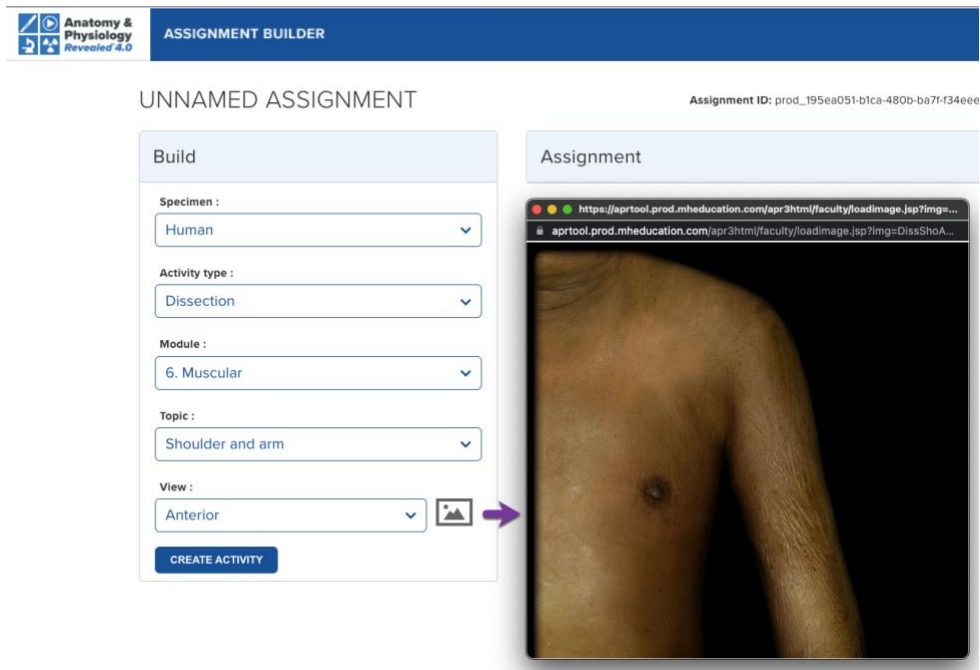 Anatomy &
Physiology
Revealed 4.0
ASSIGNMENT BUILDER
UNNAMED ASSIGNMENT
Assignment ID: prod_195ea051-b1ca-480b-ba7f-f34eee
Build
Specimen :
Human
Activity type :
Dissection
Module :
6. Muscular
Topic :
Shoulder and arm
View :
Anterior
CREATE ACTIVITY
Assignment
https://aprtool.prod.mheducation.com/apr3html/faculty/loadimage.jsp?img=...
aprtool.prod.mheducation.com/apr3html/faculty/loadimage.jsp?img=DissShoA...